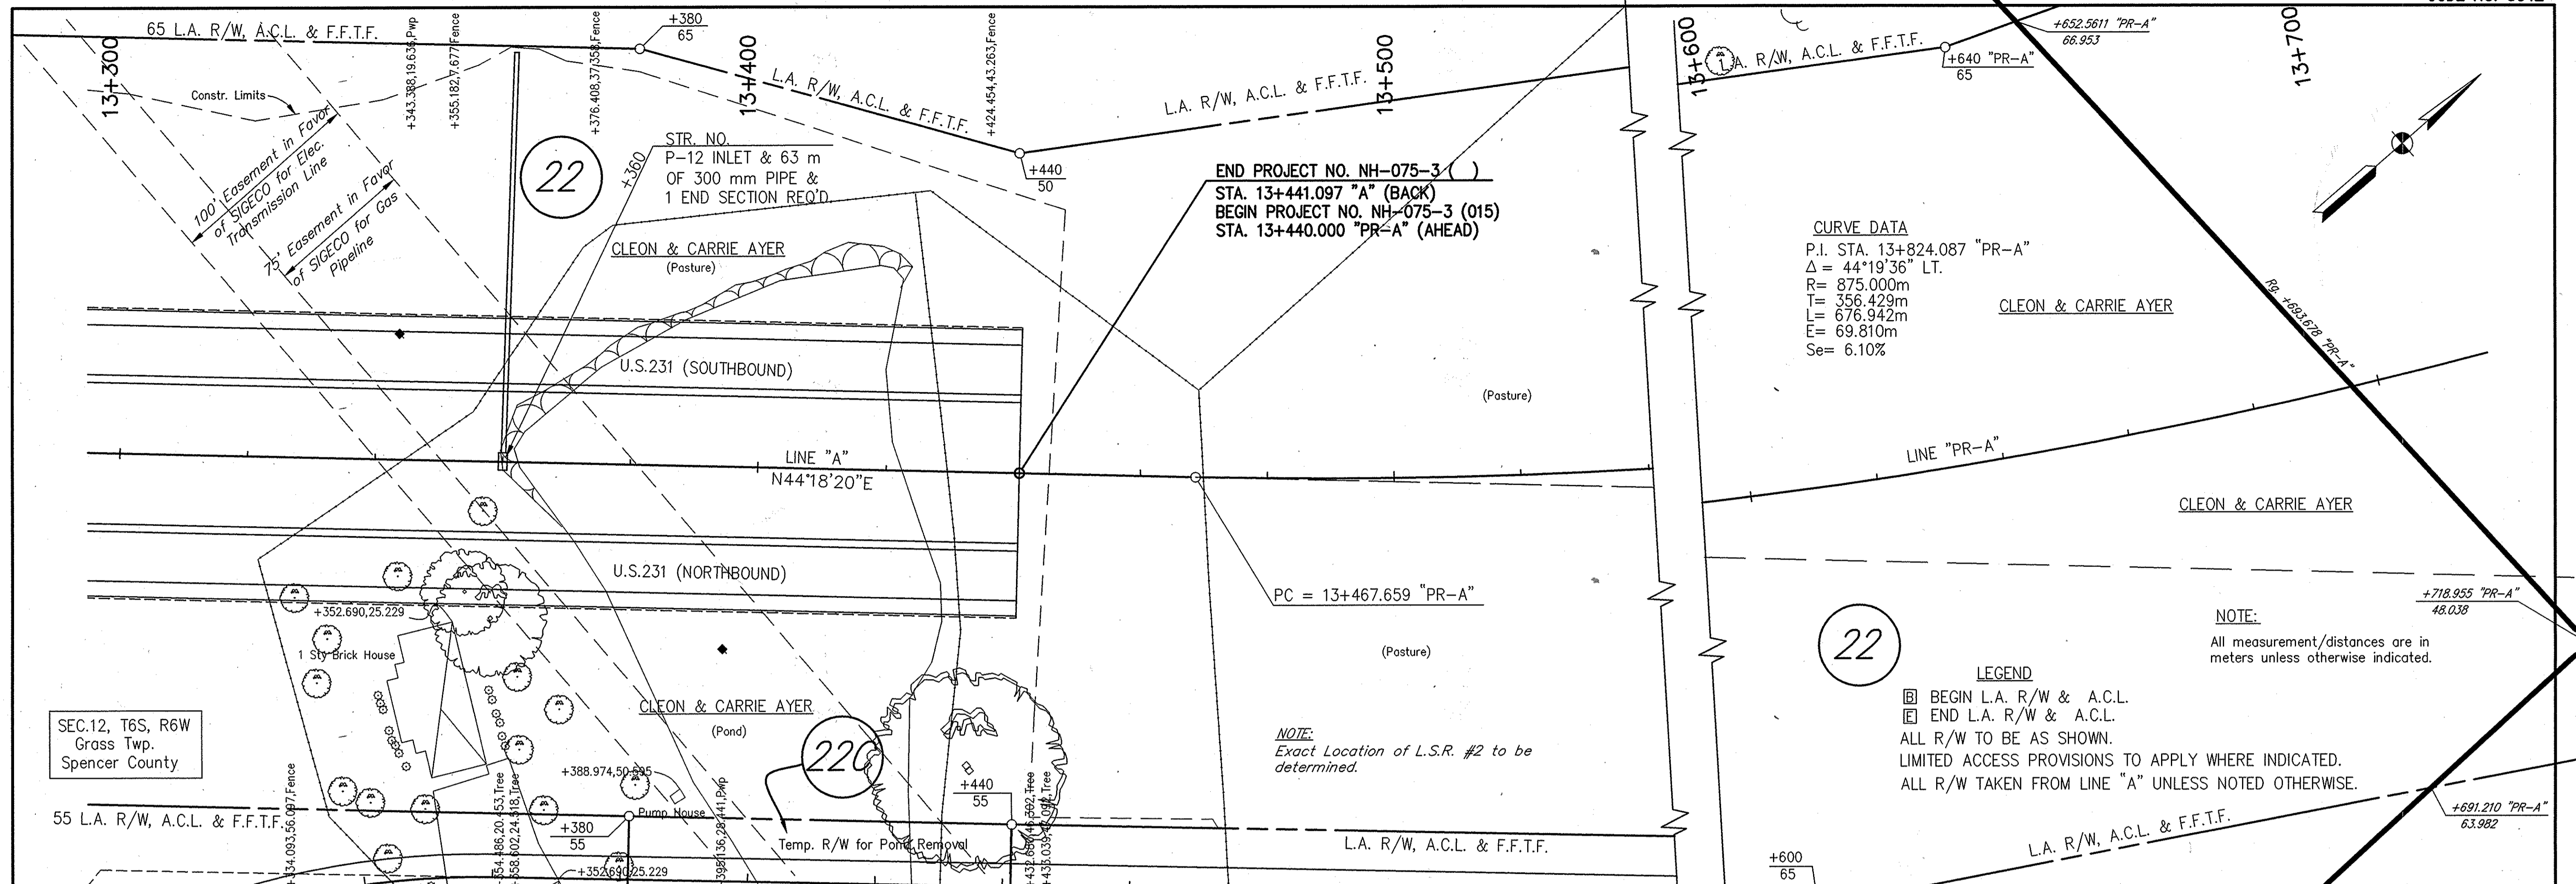 65 L.A. R/W, A.C.L. & F.F.T.F.
13+300
Constr. Limits
100' Easement in Favor
of SIGECO for Elec.
Transmission Line
75' Easement in Favor
of SIGECO for Gas
Pipeline
+343.388,19.636,Pwp
+355.182,7.677,Fence
+376.408,37.358,Fence
+380
65
13+400
L.A. R/W, A.C.L. & F.F.T.F.
+424.454,43.263,Fence
+440
50
L.A. R/W, A.C.L. & F.F.T.F.
13+500
22
+360
STR. NO.
P-12 INLET & 63 m
OF 300 mm PIPE &
1 END SECTION REQ'D.
CLEON & CARRIE AYER
(Pasture)
END PROJECT NO. NH-075-3 ( )
STA. 13+441.097 "A" (BACK)
BEGIN PROJECT NO. NH-075-3 (015)
STA. 13+440.000 "PR-A" (AHEAD)
13+600
L.A. R/W, A.C.L. & F.F.T.F.
+640 "PR-A"
65
+652.5611 "PR-A"
66.953
13+700
CURVE DATA
P.I. STA. 13+824.087 "PR-A"
Δ = 44°19'36" LT.
R= 875.000m
T= 356.429m
L= 676.942m
E= 69.810m
Se= 6.10%
CLEON & CARRIE AYER
Rg. +693.678 "PR-A"
U.S.231 (SOUTHBOUND)
(Pasture)
LINE "A"
N44°18'20"E
LINE "PR-A"
CLEON & CARRIE AYER
U.S.231 (NORTHBOUND)
PC = 13+467.659 "PR-A"
+352.690,25.229
1 Sty Brick House
(Pasture)
22
NOTE:
All measurement/distances are in
meters unless otherwise indicated.
+718.955 "PR-A"
48.038
LEGEND
B BEGIN L.A. R/W & A.C.L.
E END L.A. R/W & A.C.L.
ALL R/W TO BE AS SHOWN.
LIMITED ACCESS PROVISIONS TO APPLY WHERE INDICATED.
ALL R/W TAKEN FROM LINE "A" UNLESS NOTED OTHERWISE.
SEC.12, T6S, R6W
Grass Twp.
Spencer County
CLEON & CARRIE AYER
(Pond)
22C
NOTE:
Exact Location of L.S.R. #2 to be
determined.
55 L.A. R/W, A.C.L. & F.F.T.F.
+334.093,56.097,Fence
+380
55
Pump House
Temp. R/W for Pond Removal
+440
55
L.A. R/W, A.C.L. & F.F.T.F.
+352.690,25.229
+600
65
L.A. R/W, A.C.L. & F.F.T.F.
+691.210 "PR-A"
63.982